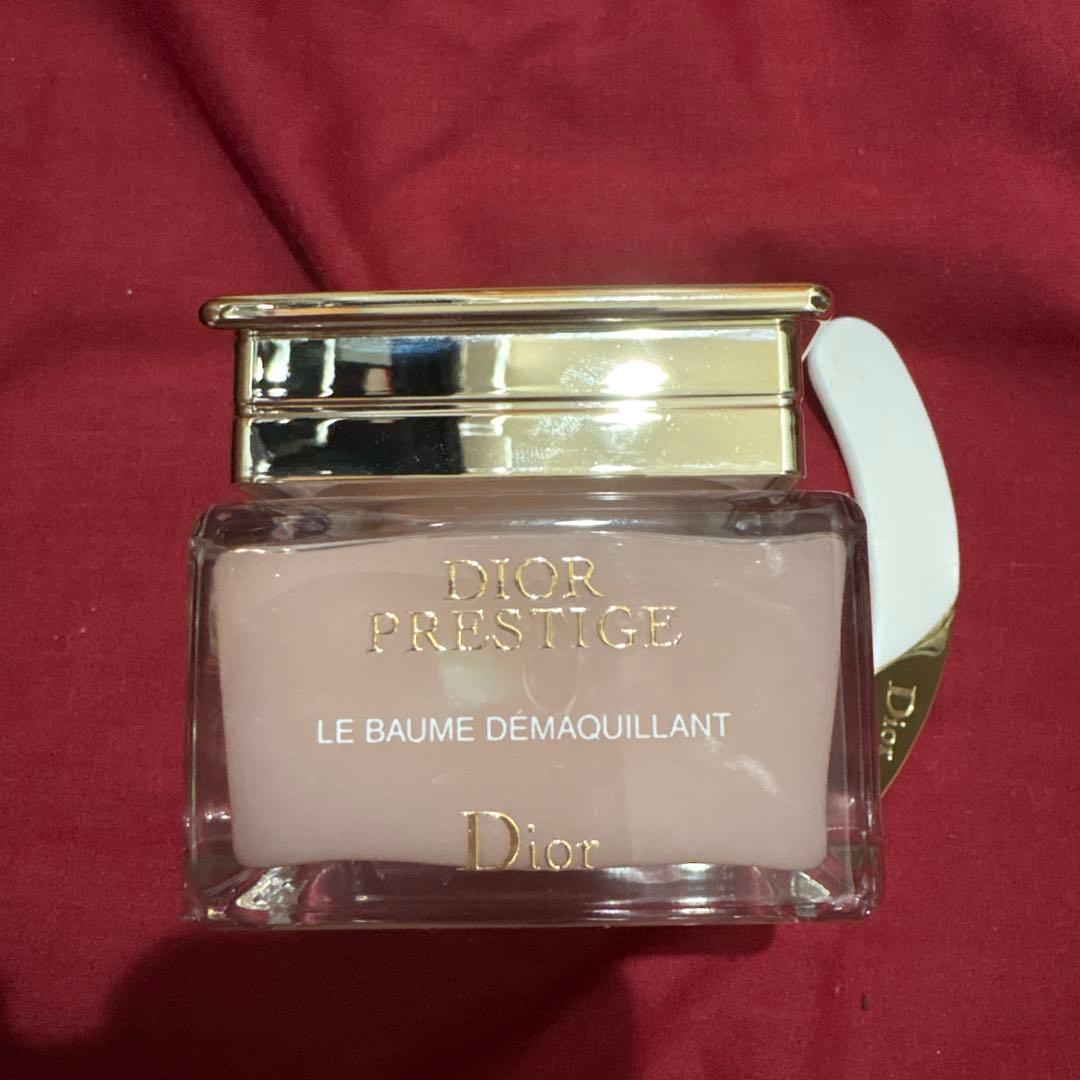 DIOR
PRESTIGE
LE BAUME DÉMAQUILLANT
Dior
Dior